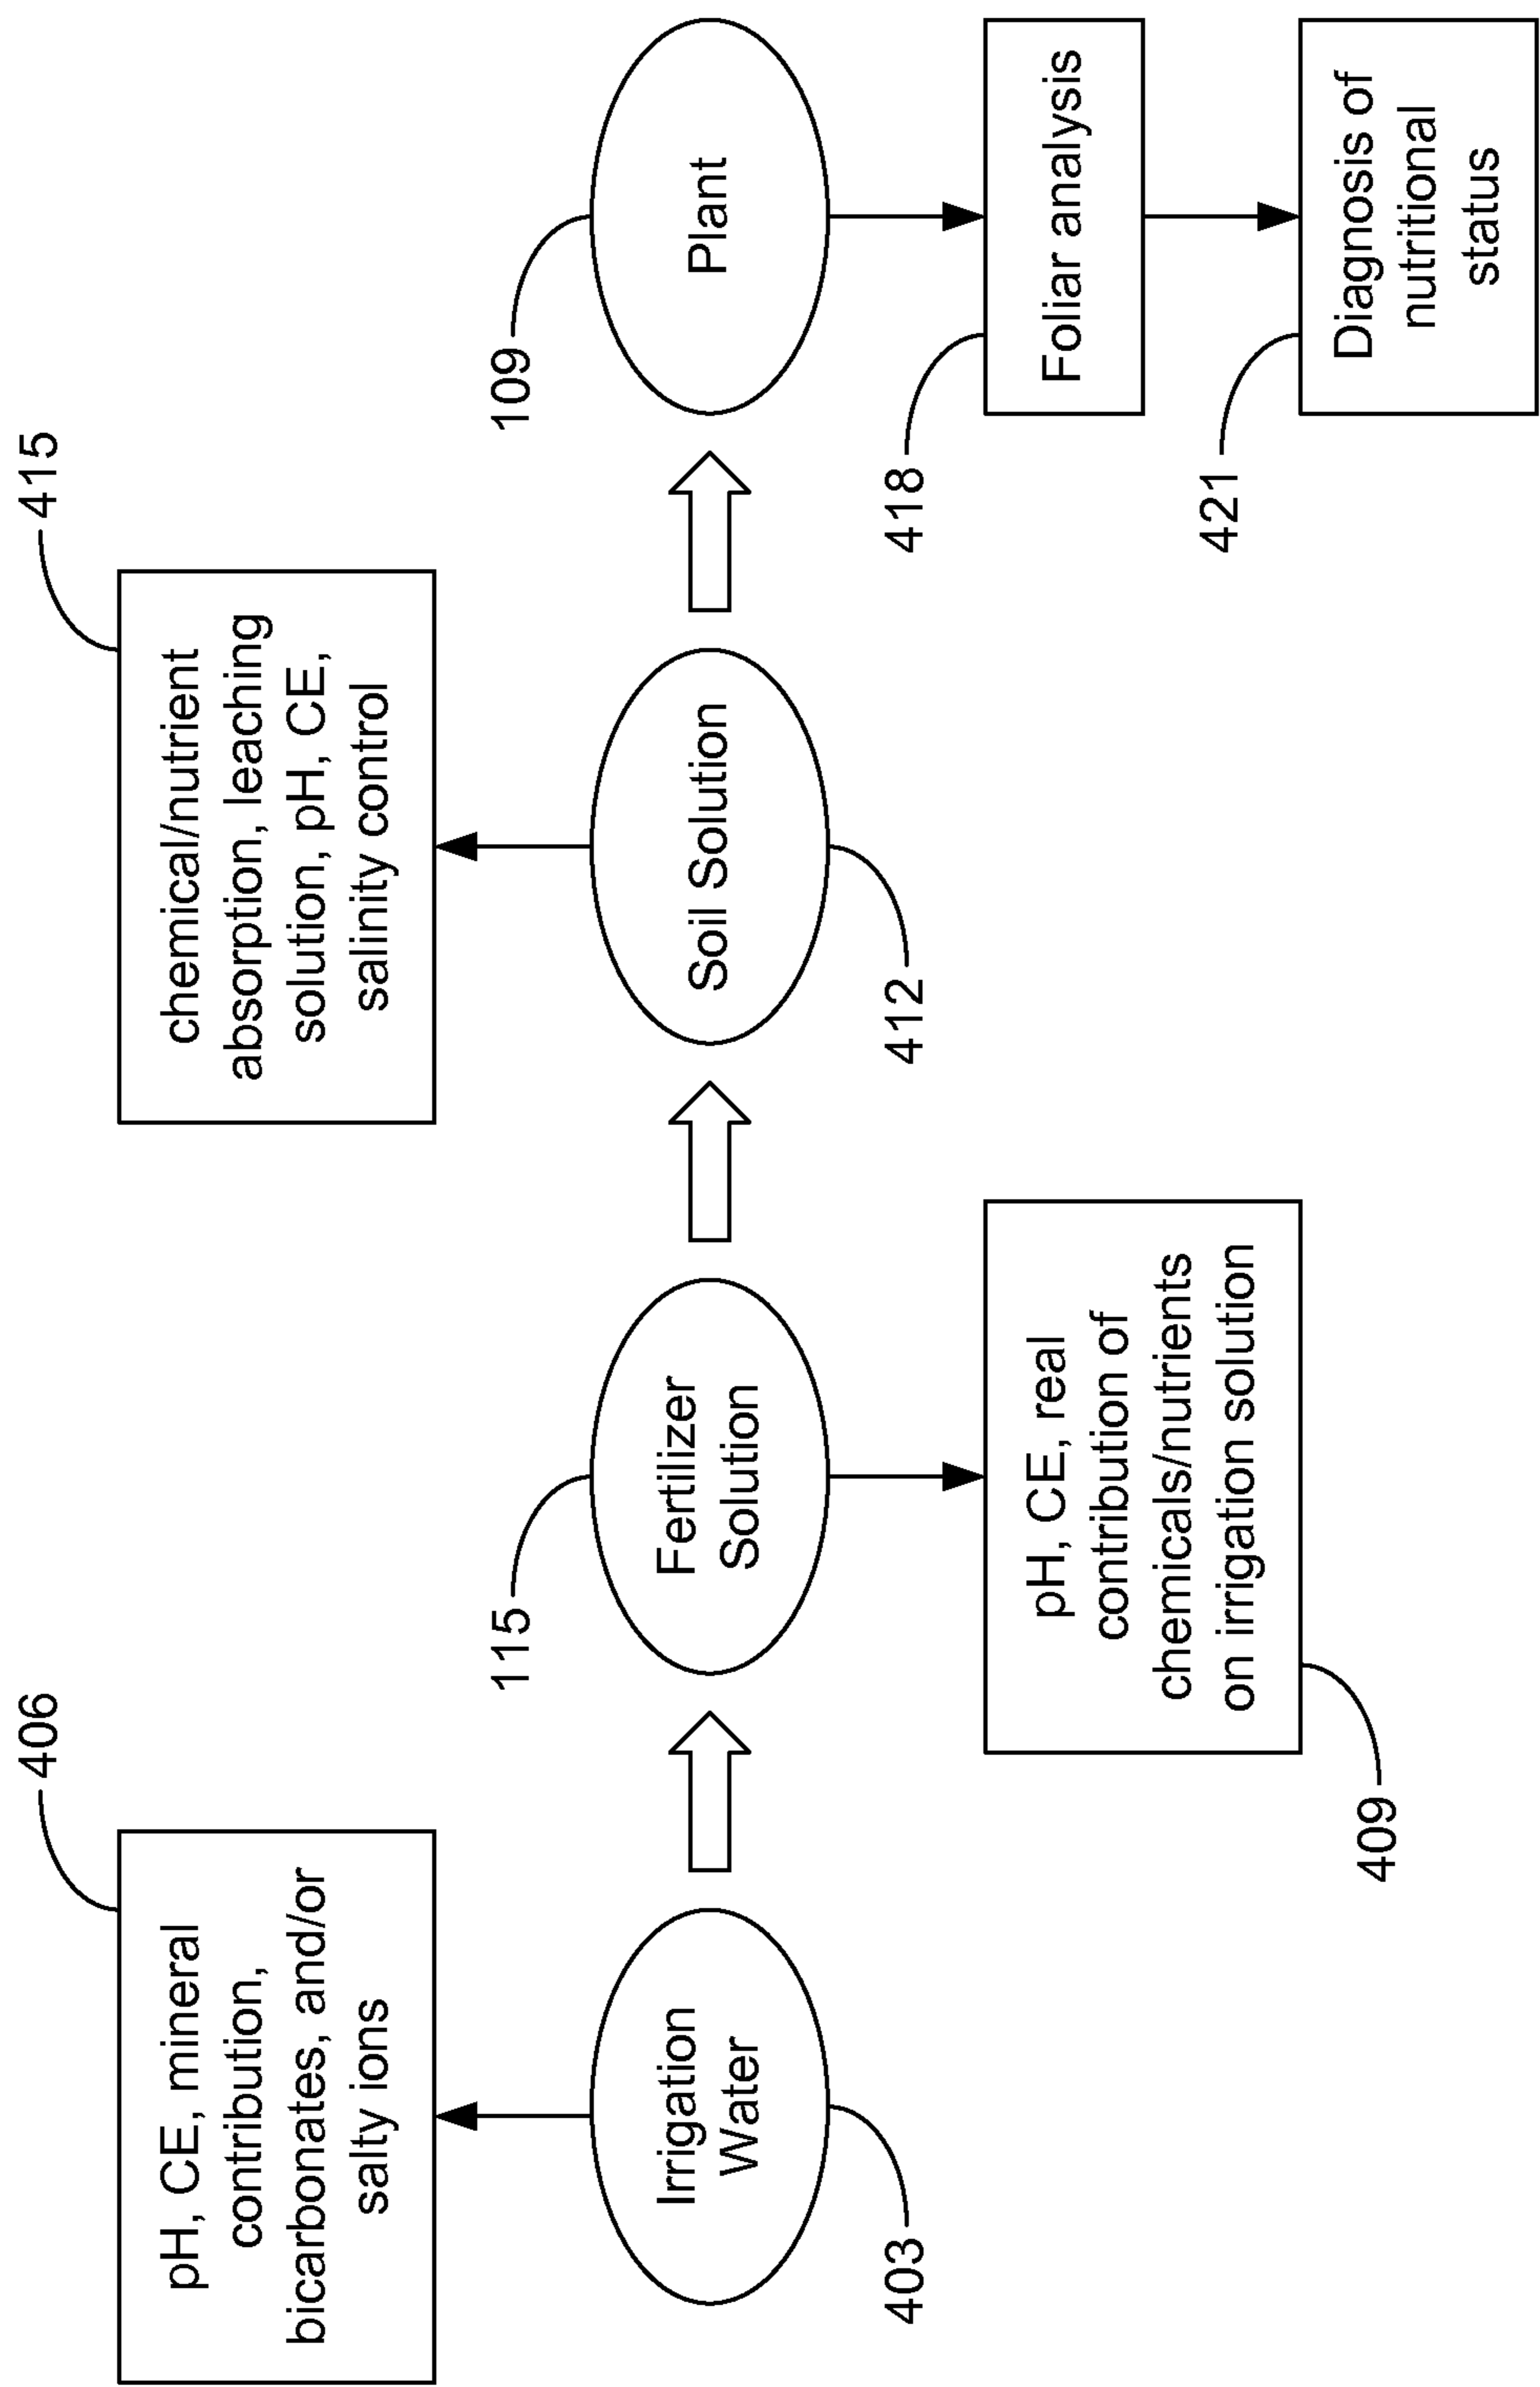 406
pH, CE, mineral
contribution,
bicarbonates, and/or
salty ions
415
chemical/nutrient
absorption, leaching
solution, pH, CE,
salinity control
403
Irrigation
Water
115
Fertilizer
Solution
412
Soil Solution
109
Plant
409
pH, CE, real
contribution of
chemicals/nutrients
on irrigation solution
418
Foliar analysis
421
Diagnosis of
nutritional
status